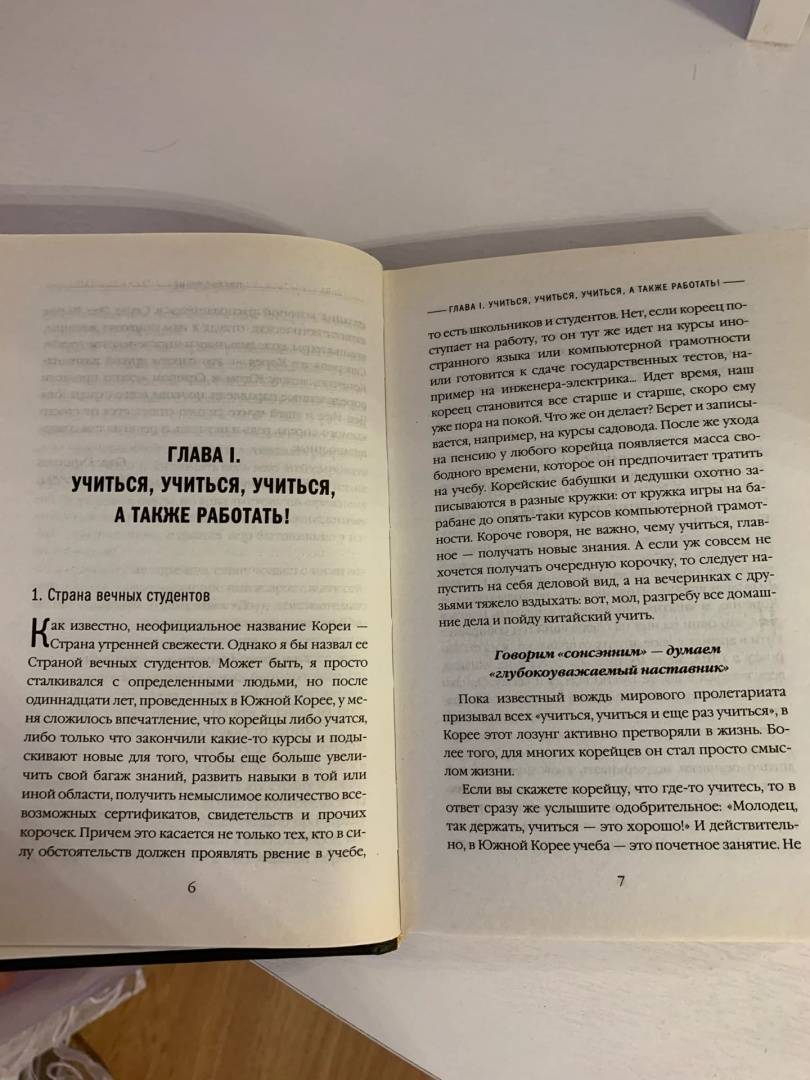 ГЛАВА I.
УЧИТЬСЯ, УЧИТЬСЯ, УЧИТЬСЯ,
А ТАКЖЕ РАБОТАТЬ!
1. Страна вечных студентов
Как известно, неофициальное название Кореи —
Страна утренней свежести. Однако я бы назвал ее
Страной вечных студентов. Может быть, я просто
сталкивался с определенными людьми, но после
одиннадцати лет, проведенных в Южной Корее, у ме-
ня сложилось впечатление, что корейцы либо учатся,
либо только что закончили какие-то курсы и поды-
скивают новые для того, чтобы еще больше увели-
чить свой багаж знаний, развить навыки в той или
иной области, получить немыслимое количество все-
возможных сертификатов, свидетельств и прочих
корочек. Причем это касается не только тех, кто в си-
лу обстоятельств должен проявлять рвение в учебе,
6
ГЛАВА I. УЧИТЬСЯ, УЧИТЬСЯ, УЧИТЬСЯ, А ТАКЖЕ РАБОТАТЬ!
то есть школьников и студентов. Нет, если кореец по-
ступает на работу, то он тут же идет на курсы ино-
странного языка или компьютерной грамотности
или готовится к сдаче государственных тестов, на-
пример на инженера-электрика... Идет время, наш
кореец становится все старше и старше, скоро ему
уже пора на покой. Что же он делает? Берет и записы-
вается, например, на курсы садовода. После же ухода
на пенсию у любого корейца появляется масса сво-
бодного времени, которое он предпочитает тратить
на учебу. Корейские бабушки и дедушки охотно за-
писываются в разные кружки: от кружка игры на ба-
рабане до опять-таки курсов компьютерной грамот-
ности. Короче говоря, не важно, чему учиться, глав-
ное — получать новые знания. А если уж совсем не
хочется получать очередную корочку, то следует на-
пустить на себя деловой вид, а на вечеринках с дру-
зьями тяжело вздыхать: вот, мол, разгребу все домаш-
ние дела и пойду китайский учить.
Говорим «сонсэнним» — думаем
«глубокоуважаемый наставник»
Пока известный вождь мирового пролетариата
призывал всех «учиться, учиться и еще раз учиться», в
Корее этот лозунг активно претворяли в жизнь. Бо-
лее того, для многих корейцев он стал просто смыс-
лом жизни.
Если вы скажете корейцу, что где-то учитесь, то в
ответ сразу же услышите одобрительное: «Молодец,
так держать, учиться — это хорошо!» И действитель-
но, в Южной Корее учеба — это почетное занятие. Не
7